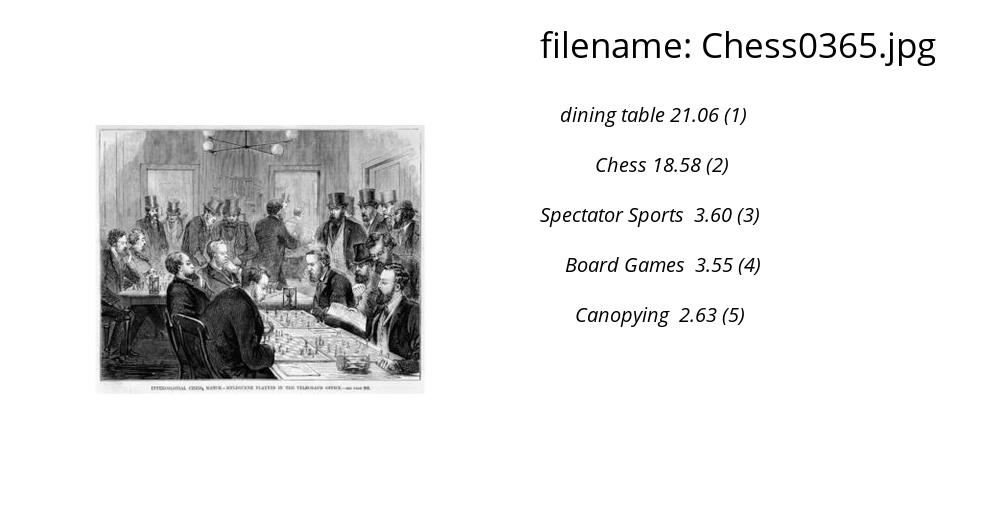 filename: Chess0365.jpg
dining table 21.06 (1)
Chess 18.58 (2)
Spectator Sports 3.60 (3)
Board Games 3.55 (4)
Canopying 2.63 (5)
INTERCOLONIAL CHESS MATCH.—MELBOURNE PLAYERS IN THE TELEGRAPH OFFICE.—SEE PAGE